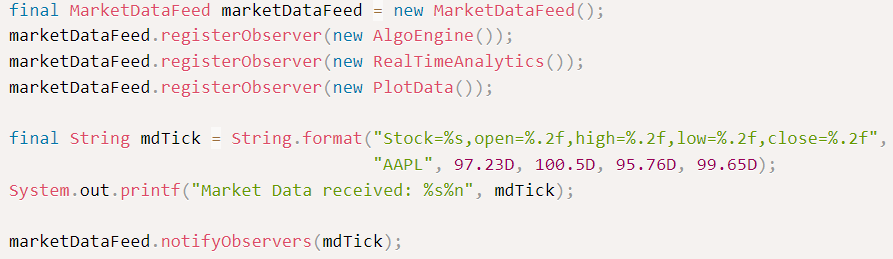 final MarketDataFeed marketDataFeed = new MarketDataFeed();
marketDataFeed.registerObserver(new AlgoEngine());
marketDataFeed.registerObserver(new RealTimeAnalytics());
marketDataFeed.registerObserver(new PlotData());

final String mdTick = String.format("Stock=%s,open=%.2f,high=%.2f,low=%.2f,close=%.2f",
                                    "AAPL", 97.23D, 100.5D, 95.76D, 99.65D);
System.out.printf("Market Data received: %s%n", mdTick);

marketDataFeed.notifyObservers(mdTick);